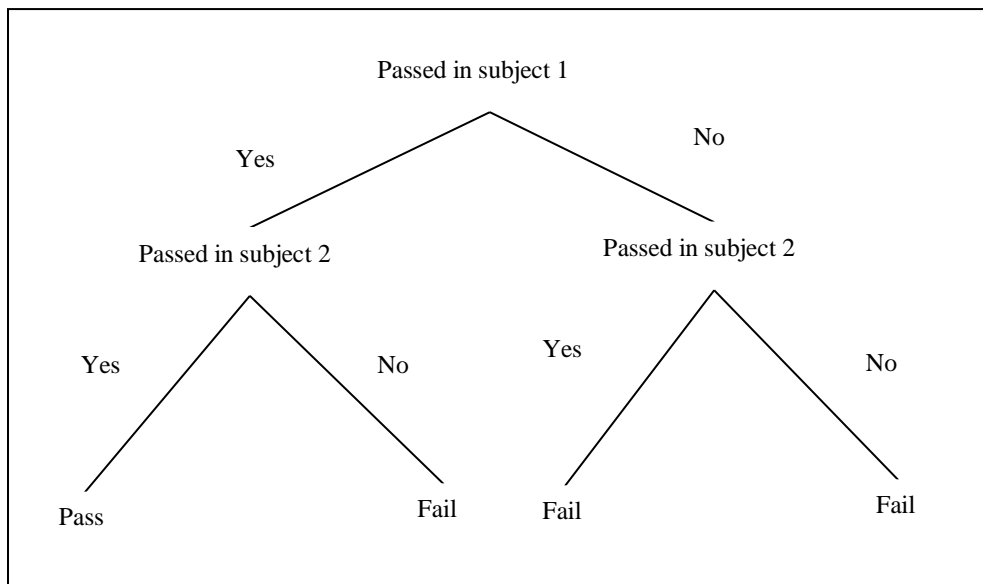 Passed in subject 1
Yes
No
Passed in subject 2
Passed in subject 2
Yes
No
Yes
No
Pass
Fail
Fail
Fail